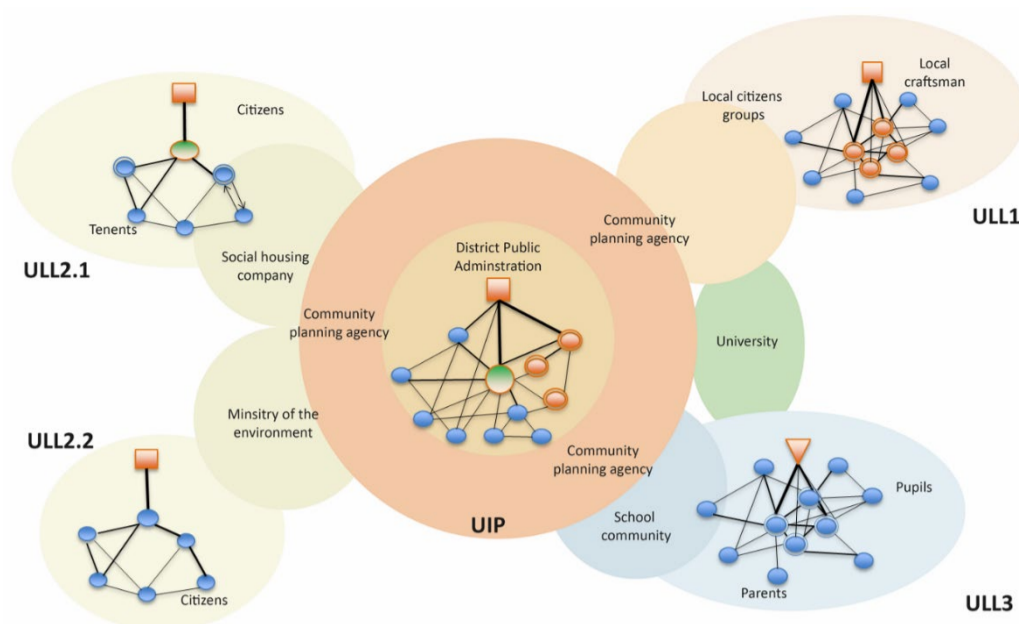 Citizens
Tenents
Social housing
company
ULL2.1
Local citizens
groups
Local
craftsman
ULL1
Community
planning agency
District Public
Adminstration
Community
planning agency
University
Minsitry of the
environment
ULL2.2
Citizens
Community
planning agency
UIP
School
community
Pupils
Parents
ULL3